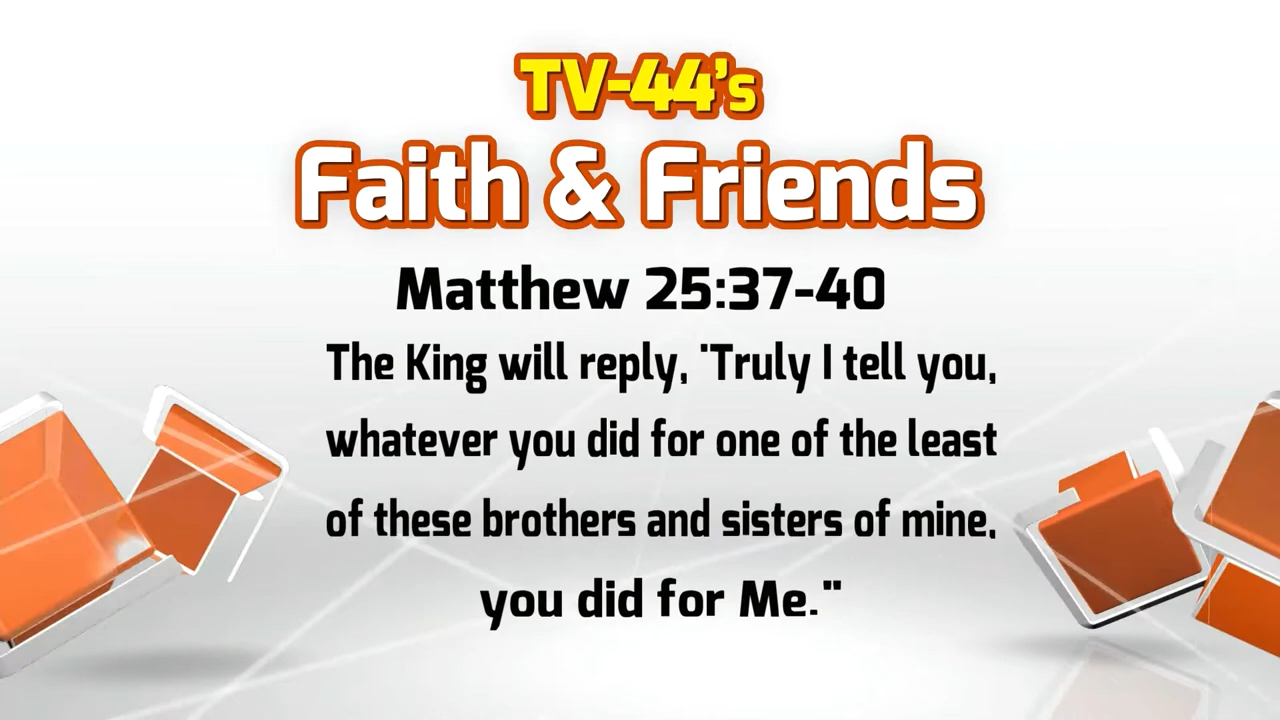 TV-44's
Faith & Friends
Matthew 25:37-40
The King will reply, "Truly I tell you,
whatever you did for one of the least
of these brothers and sisters of mine,
you did for Me."